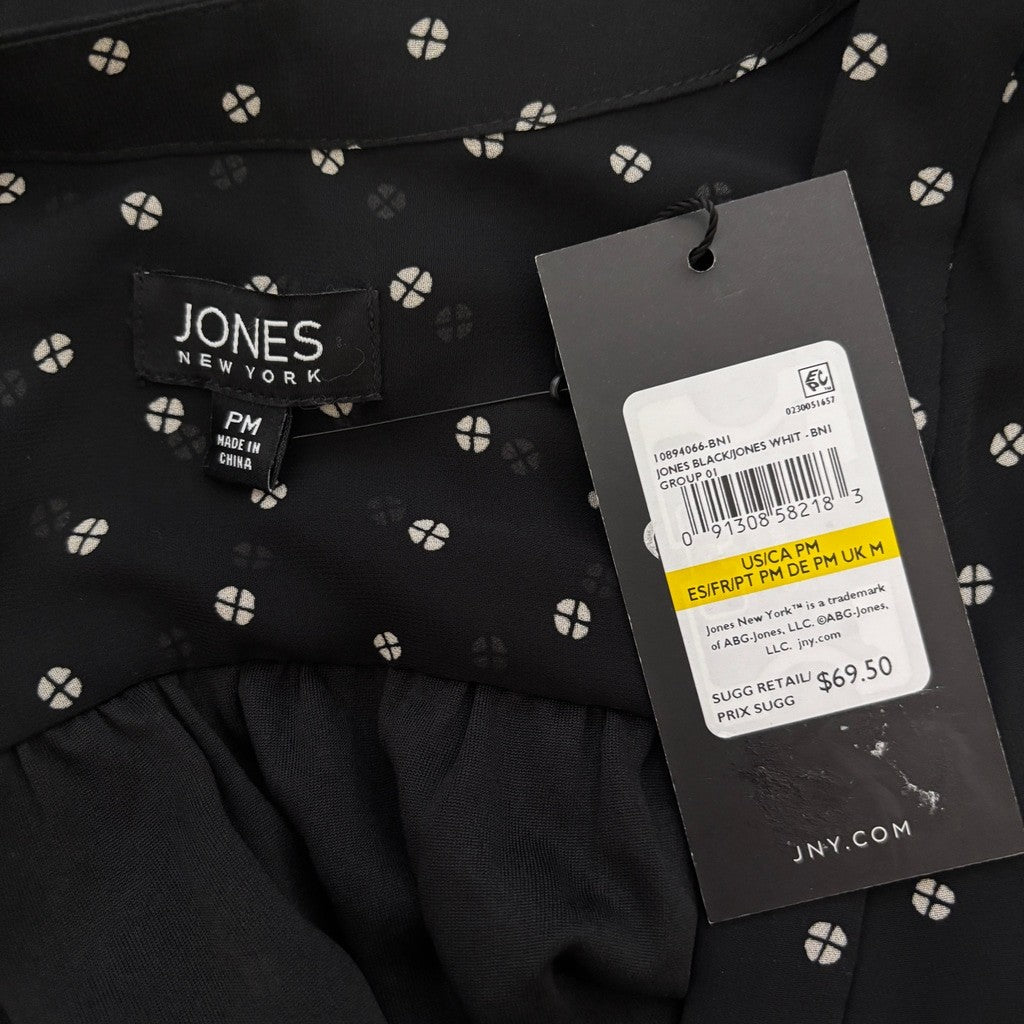 JONES
NEW YORK
PM
MADE IN
CHINA
EPC™
0230051657
10894066-BN1
JONES BLACK/JONES WHIT -BN1
GROUP 01
0 91308 58218 3
US/CA PM
ES/FR/PT PM DE PM UK M
Jones New York™ is a trademark
of ABG-Jones, LLC. ©ABG-Jones,
LLC. jny.com
SUGG RETAIL/ $69.50
PRIX SUGG
JNY.COM